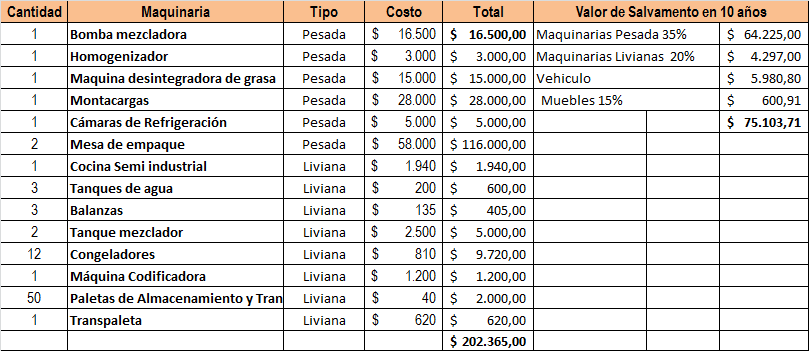 Cantidad Maquinaria Tipo Costo Total Valor de Salvamento en 10 años
1 Bomba mezcladora Pesada $ 16.500 $ 16.500,00 Maquinarias Pesada 35% $ 64.225,00
1 Homogenizador Pesada $ 3.000 $ 3.000,00 Maquinarias Livianas 20% $ 4.297,00
1 Maquina desintegradora de grasa Pesada $ 15.000 $ 15.000,00 Vehiculo $ 5.980,80
1 Montacargas Pesada $ 28.000 $ 28.000,00 Muebles 15% $ 600,91
1 Cámaras de Refrigeración Pesada $ 5.000 $ 5.000,00 $ 75.103,71
2 Mesa de empaque Pesada $ 58.000 $ 116.000,00
1 Cocina Semi industrial Liviana $ 1.940 $ 1.940,00
3 Tanques de agua Liviana $ 200 $ 600,00
3 Balanzas Liviana $ 135 $ 405,00
2 Tanque mezclador Liviana $ 2.500 $ 5.000,00
12 Congeladores Liviana $ 810 $ 9.720,00
1 Máquina Codificadora Liviana $ 1.200 $ 1.200,00
50 Paletas de Almacenamiento y Tran Liviana $ 40 $ 2.000,00
1 Transpaleta Liviana $ 620 $ 620,00
$ 202.365,00